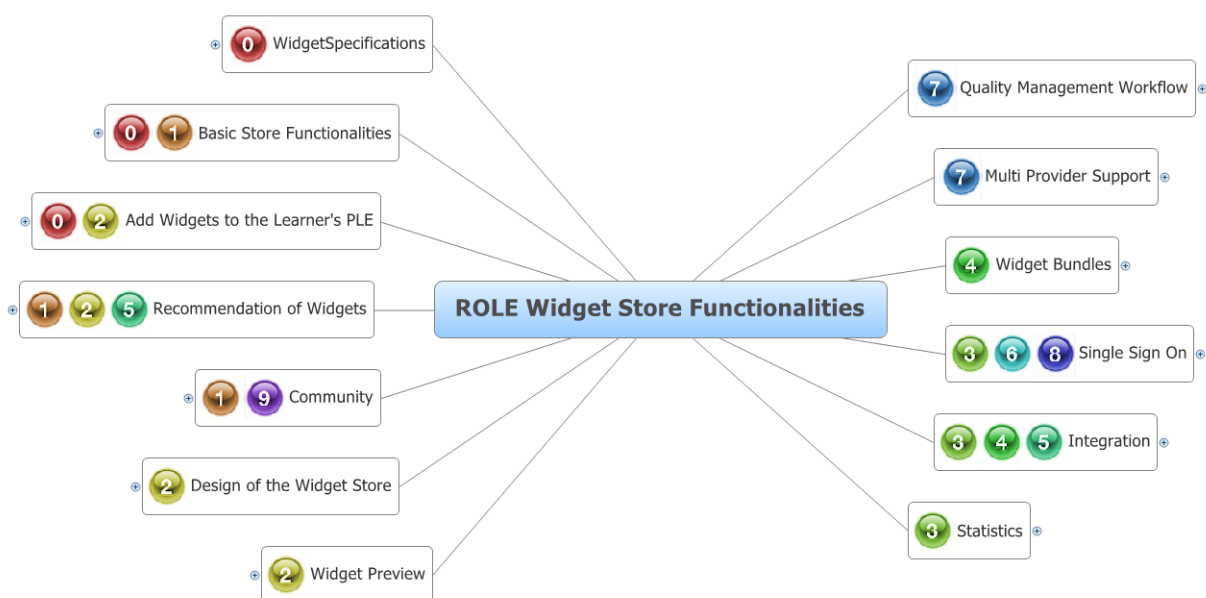 0 WidgetSpecifications
0 1 Basic Store Functionalities
0 2 Add Widgets to the Learner's PLE
1 2 5 Recommendation of Widgets
1 9 Community
2 Design of the Widget Store
2 Widget Preview
ROLE Widget Store Functionalities
7 Quality Management Workflow
7 Multi Provider Support
4 Widget Bundles
3 6 8 Single Sign On
3 4 5 Integration
3 Statistics